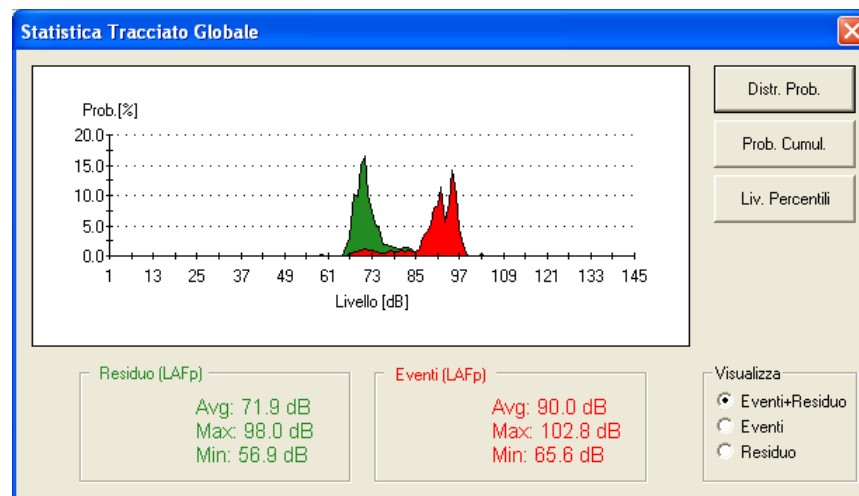 Statistica Tracciato Globale
Prob.[%]
20.0
15.0
10.0
5.0
0.0
1 13 25 37 49 61 73 85 97 109 121 133 145
Livello [dB]
Distr. Prob.
Prob. Cumul.
Liv. Percentili
Residuo (LAFp)
Avg: 71.9 dB
Max: 98.0 dB
Min: 56.9 dB
Eventi (LAFp)
Avg: 90.0 dB
Max: 102.8 dB
Min: 65.6 dB
Visualizza
Eventi+Residuo
Eventi
Residuo